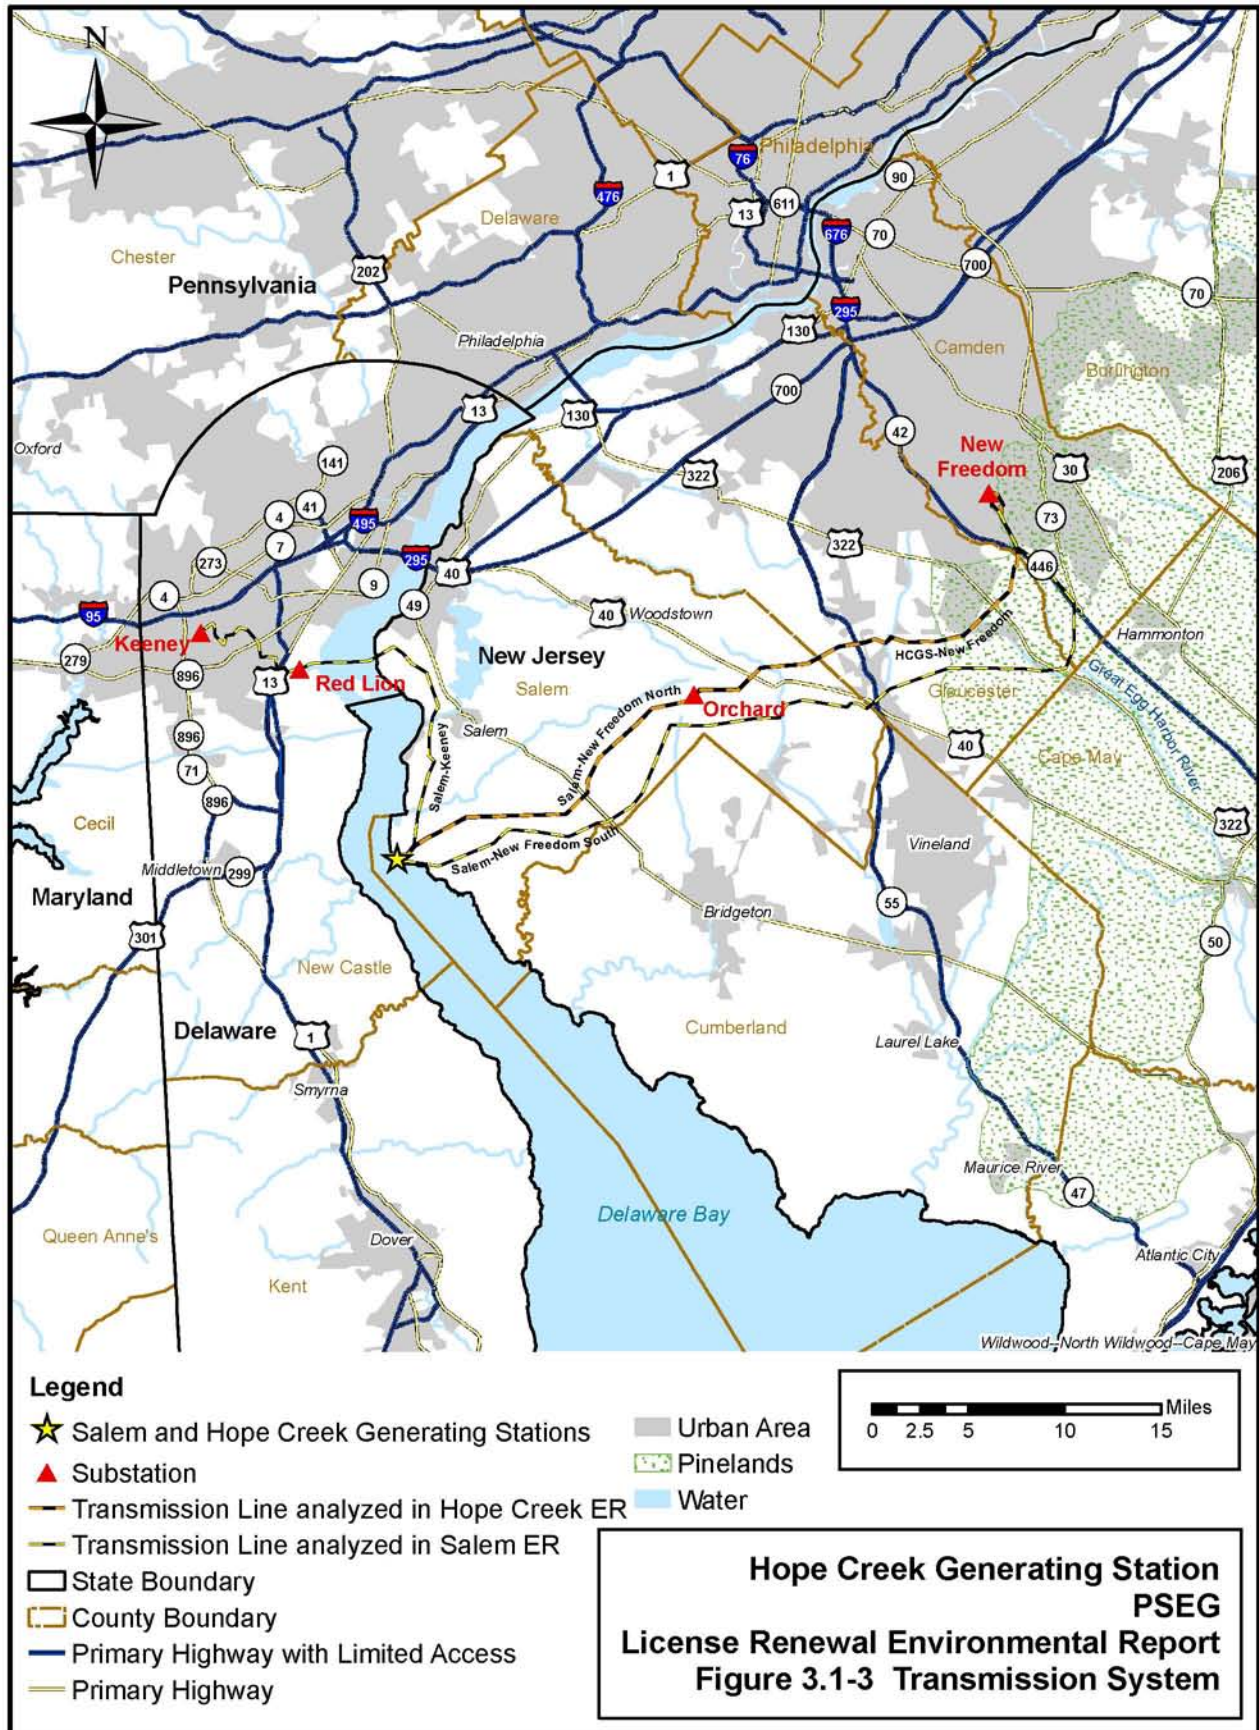 N
Philadelphia
76
1
90
476
Delaware
13
611
676
70
Chester
202
700
Pennsylvania
70
295
Philadelphia
130
Camden
Borlington
700
13
130
42
New
Freedom
Oxford
141
322
30
206
41
4
495
73
7
322
273
295
40
446
4
9
95
49
40
Woodstown
Keeney
Hammonton
279
New Jersey
HCGS-New Freedom
896
13
Red Lion
Salem
Salem-New Freedom North
Gloucester
Great Egg Harbor River
Orchard
896
Salem
Salem-Keeney
40
71
Cape May
896
Cecil
322
Salem-New Freedom South
Vineland
Middletown
299
Maryland
55
Bridgeton
301
50
New Castle
Cumberland
Delaware
1
Laurel Lake
Smyrna
Maurice River
47
Delaware Bay
Queen Anne's
Dover
Atlantic City
Kent
Wildwood--North Wildwood--Cape May
Legend
Salem and Hope Creek Generating Stations
Substation
Transmission Line analyzed in Hope Creek ER
Transmission Line analyzed in Salem ER
State Boundary
County Boundary
Primary Highway with Limited Access
Primary Highway
Urban Area
Pinelands
Water
Miles
0 2.5 5 10 15
Hope Creek Generating Station
PSEG
License Renewal Environmental Report
Figure 3.1-3 Transmission System